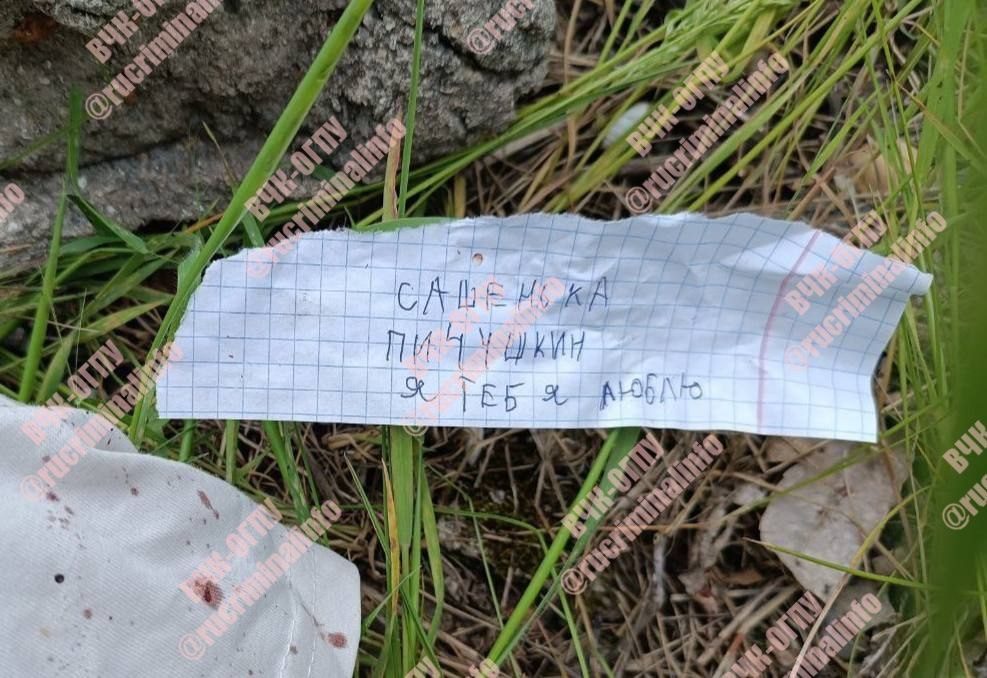 САШЕНЬКА
ПИЧУШКИН
Я ТЕБЯ ЛЮБЛЮ
ВЧК-ОГПУ
@rucriminalinfo